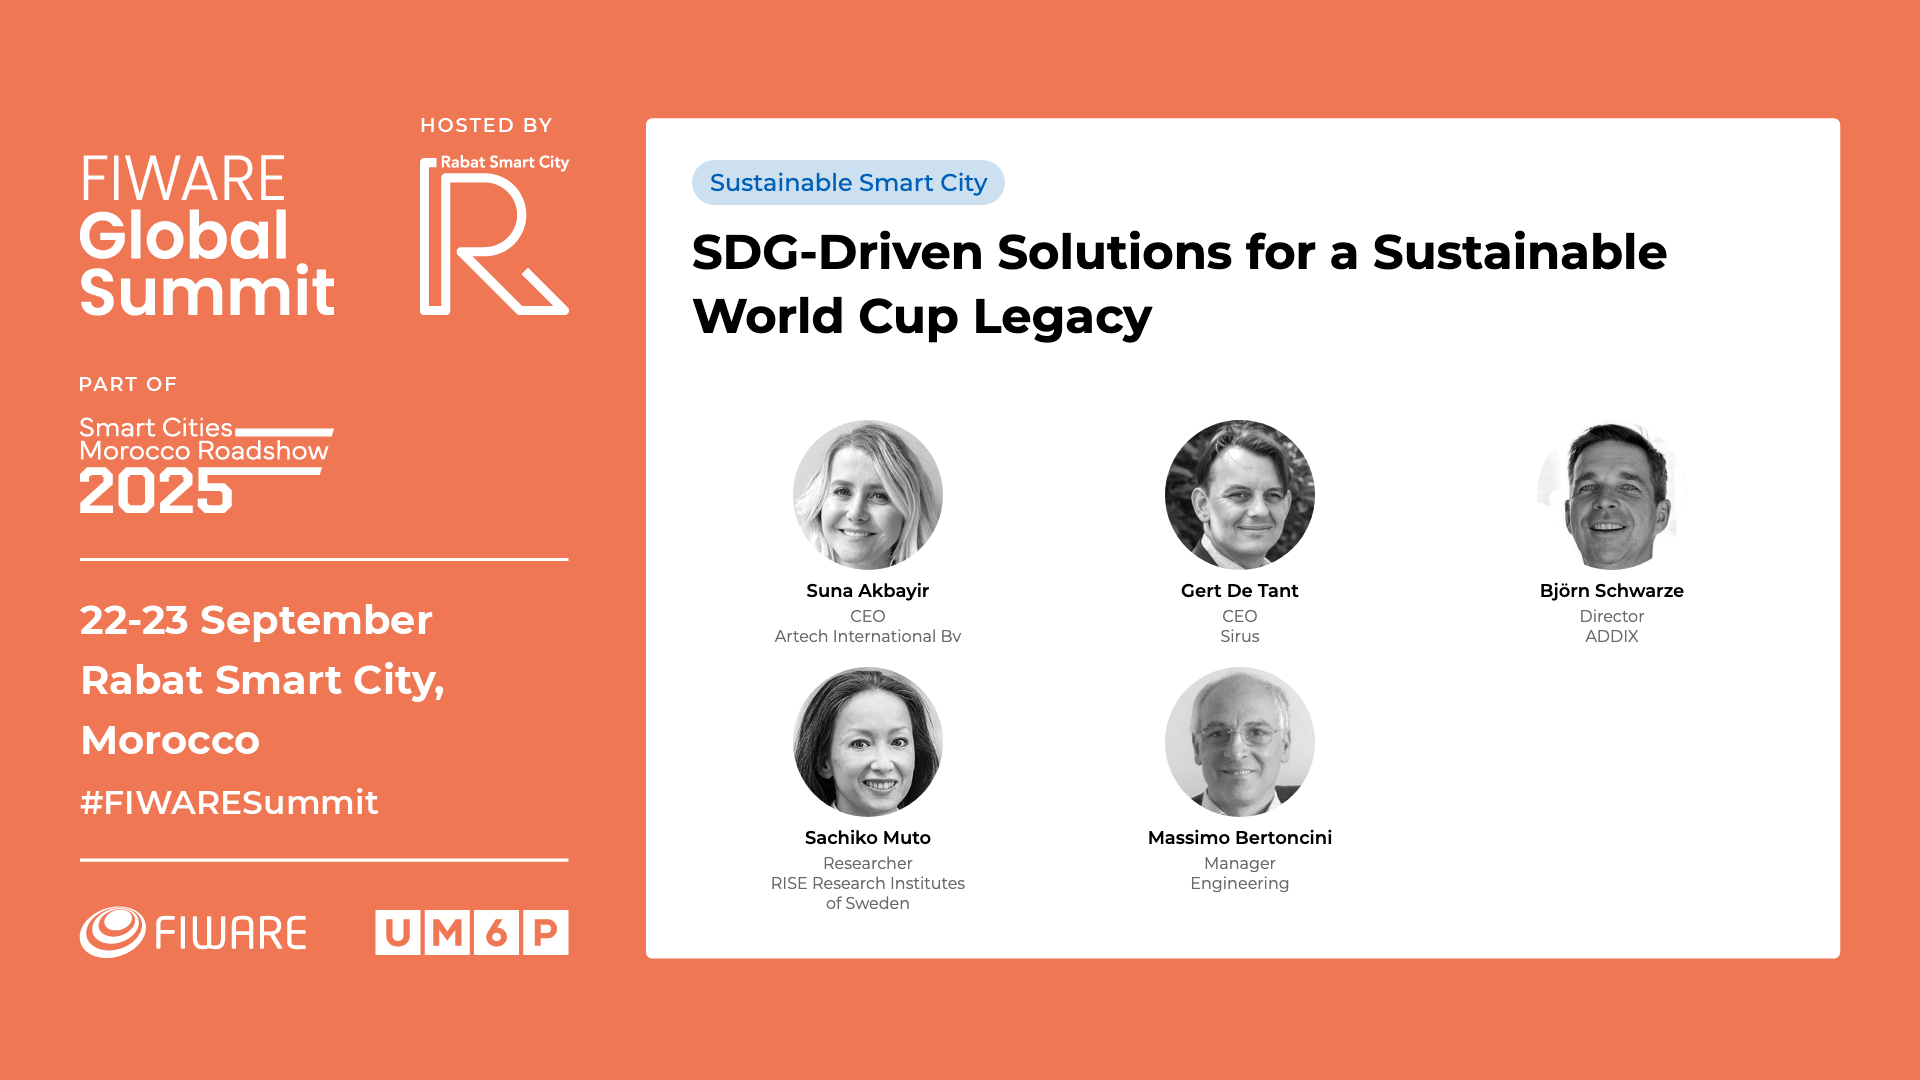 FIWARE
Global
Summit
HOSTED BY
Rabat Smart City
R
PART OF
Smart Cities
Morocco Roadshow
2025
22-23 September
Rabat Smart City,
Morocco
#FIWARESummit
FIWARE
UM6P
Sustainable Smart City
SDG-Driven Solutions for a Sustainable
World Cup Legacy
Suna Akbayir
CEO
Artech International Bv
Gert De Tant
CEO
Sirus
Björn Schwarze
Director
ADDIX
Sachiko Muto
Researcher
RISE Research Institutes
of Sweden
Massimo Bertoncini
Manager
Engineering